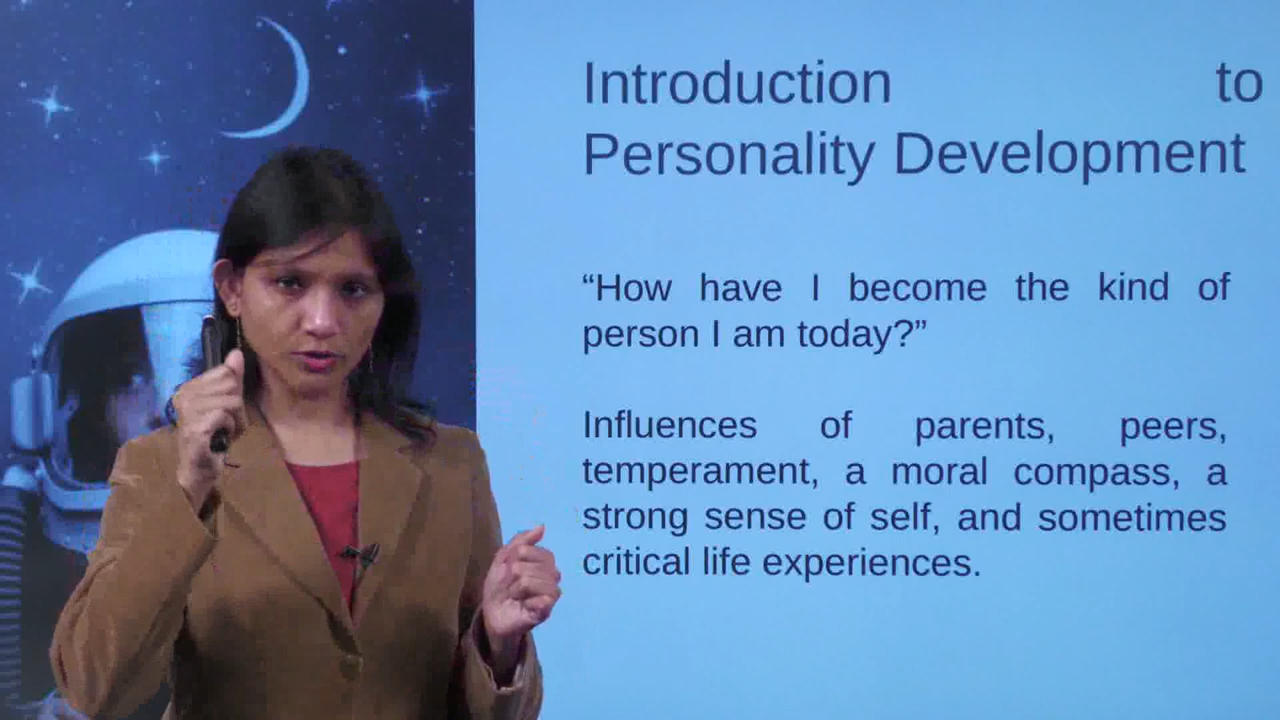 Introduction to
Personality Development
“How have I become the kind of
person I am today?”
Influences of parents, peers,
temperament, a moral compass, a
strong sense of self, and sometimes
critical life experiences.